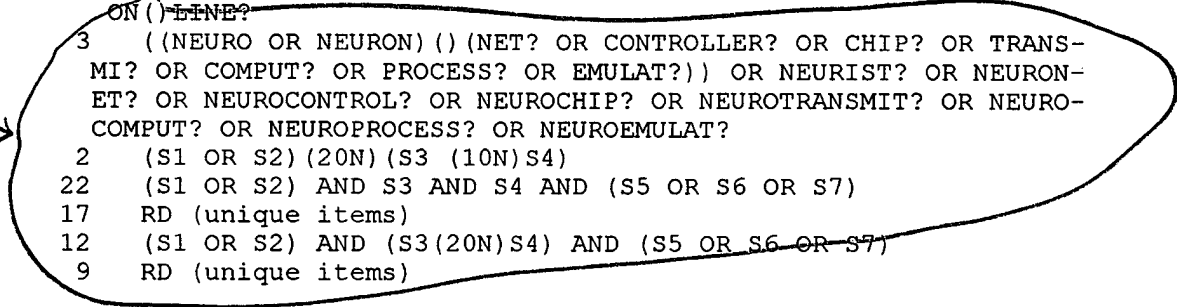 ON()LINE?
3 ((NEURO OR NEURON)()(NET? OR CONTROLLER? OR CHIP? OR TRANS-
MI? OR COMPUT? OR PROCESS? OR EMULAT?)) OR NEURIST? OR NEURON-
ET? OR NEUROCONTROL? OR NEUROCHIP? OR NEUROTRANSMIT? OR NEURO-
COMPUT? OR NEUROPROCESS? OR NEUROEMULAT?
2 (S1 OR S2)(20N)(S3 (10N)S4)
22 (S1 OR S2) AND S3 AND S4 AND (S5 OR S6 OR S7)
17 RD (unique items)
12 (S1 OR S2) AND (S3(20N)S4) AND (S5 OR S6 OR S7)
9 RD (unique items)